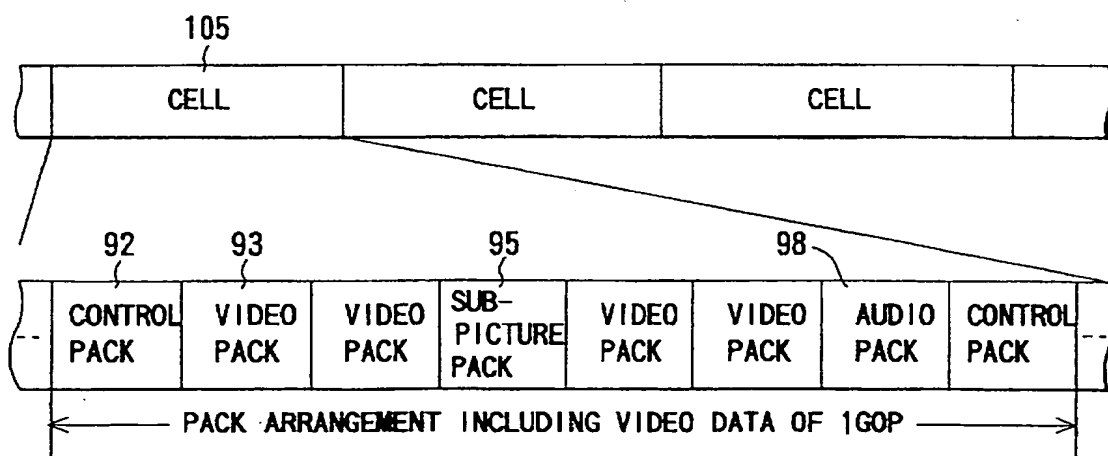 105
CELL CELL CELL
92 93 95 98
CONTROL PACK VIDEO PACK VIDEO PACK SUB-PICTURE PACK VIDEO PACK VIDEO PACK AUDIO PACK CONTROL PACK
PACK ARRANGEMENT INCLUDING VIDEO DATA OF 1GOP